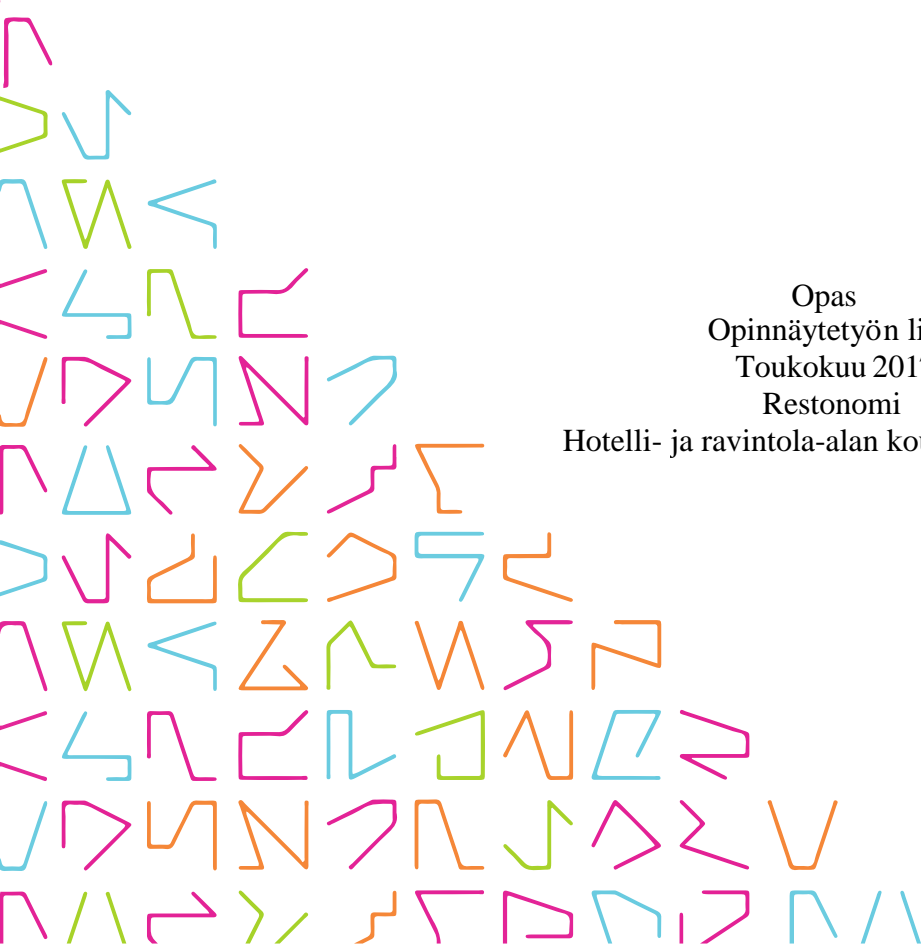 Opas
Opinnäytetyön
Toukokuu
Restonomi
Hotelli- ja ravintola-alan